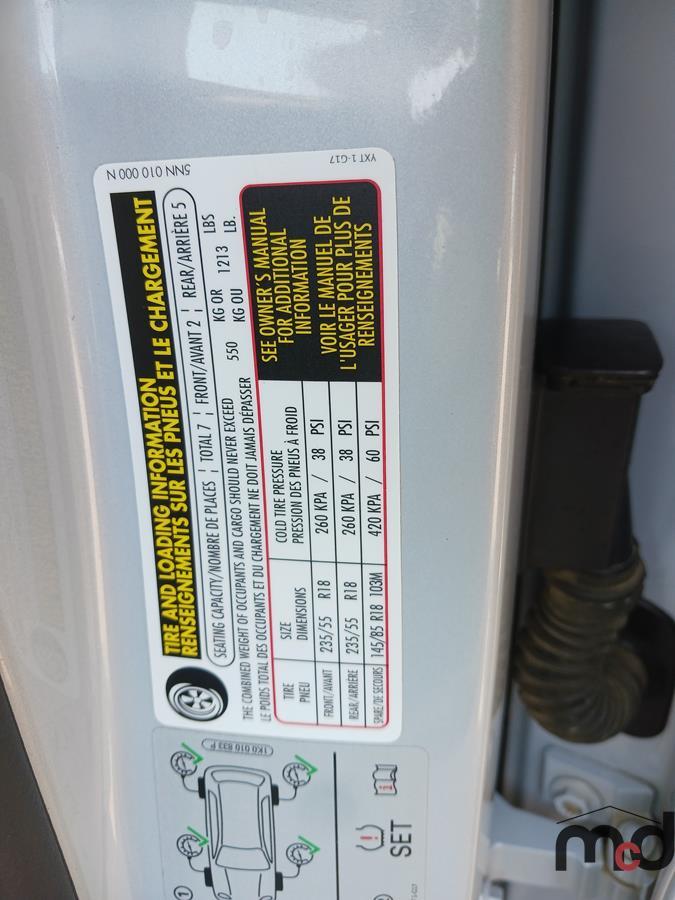 5NN 010 000 N
YXT 1-G17
TIRE AND LOADING INFORMATION
RENSEIGNEMENTS SUR LES PNEUS ET LE CHARGEMENT
SEATING CAPACITY/NOMBRE DE PLACES ¦ TOTAL 7 ¦ FRONT/AVANT 2 ¦ REAR/ARRIÈRE 5
THE COMBINED WEIGHT OF OCCUPANTS AND CARGO SHOULD NEVER EXCEED 550 KG OR 1213 LBS
LE POIDS TOTAL DES OCCUPANTS ET DU CHARGEMENT NE DOIT JAMAIS DÉPASSER KG OU LB.
TIRE SIZE COLD TIRE PRESSURE
PNEU DIMENSIONS PRESSION DES PNEUS À FROID
FRONT/AVANT 235/55 R18 260 KPA / 38 PSI
REAR/ARRIÈRE 235/55 R18 260 KPA / 38 PSI
SPARE/DE SECOURS 145/85 R18 103M 420 KPA / 60 PSI
SEE OWNER'S MANUAL
FOR ADDITIONAL
INFORMATION
VOIR LE MANUEL DE
L'USAGER POUR PLUS DE
RENSEIGNEMENTS
1K0 010 833 P
1
SET
2
mcd